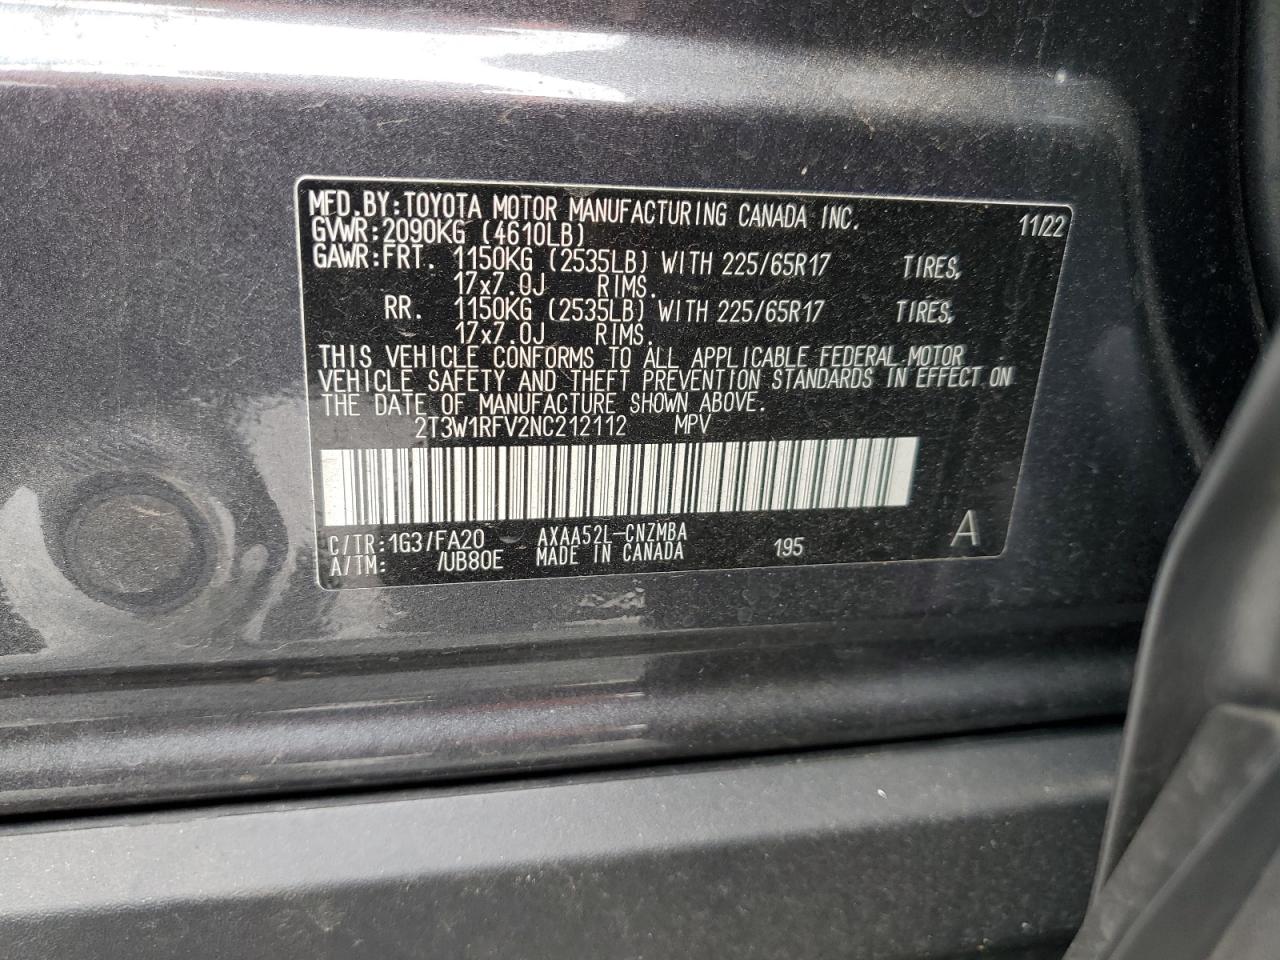 MFD.BY:TOYOTA MOTOR MANUFACTURING CANADA INC. 11/22
GVWR:2090KG (4610LB)
GAWR:FRT. 1150KG (2535LB) WITH 225/65R17 TIRES,
17x7.0J RIMS.
RR. 1150KG (2535LB) WITH 225/65R17 TIRES,
17x7.0J RIMS.
THIS VEHICLE CONFORMS TO ALL APPLICABLE FEDERAL MOTOR
VEHICLE SAFETY AND THEFT PREVENTION STANDARDS IN EFFECT ON
THE DATE OF MANUFACTURE SHOWN ABOVE.
2T3W1RFV2NC212112 MPV
C/TR:1G3/FA20 AXAA52L-CNZMBA
A/TM: /UB80E MADE IN CANADA 195 A